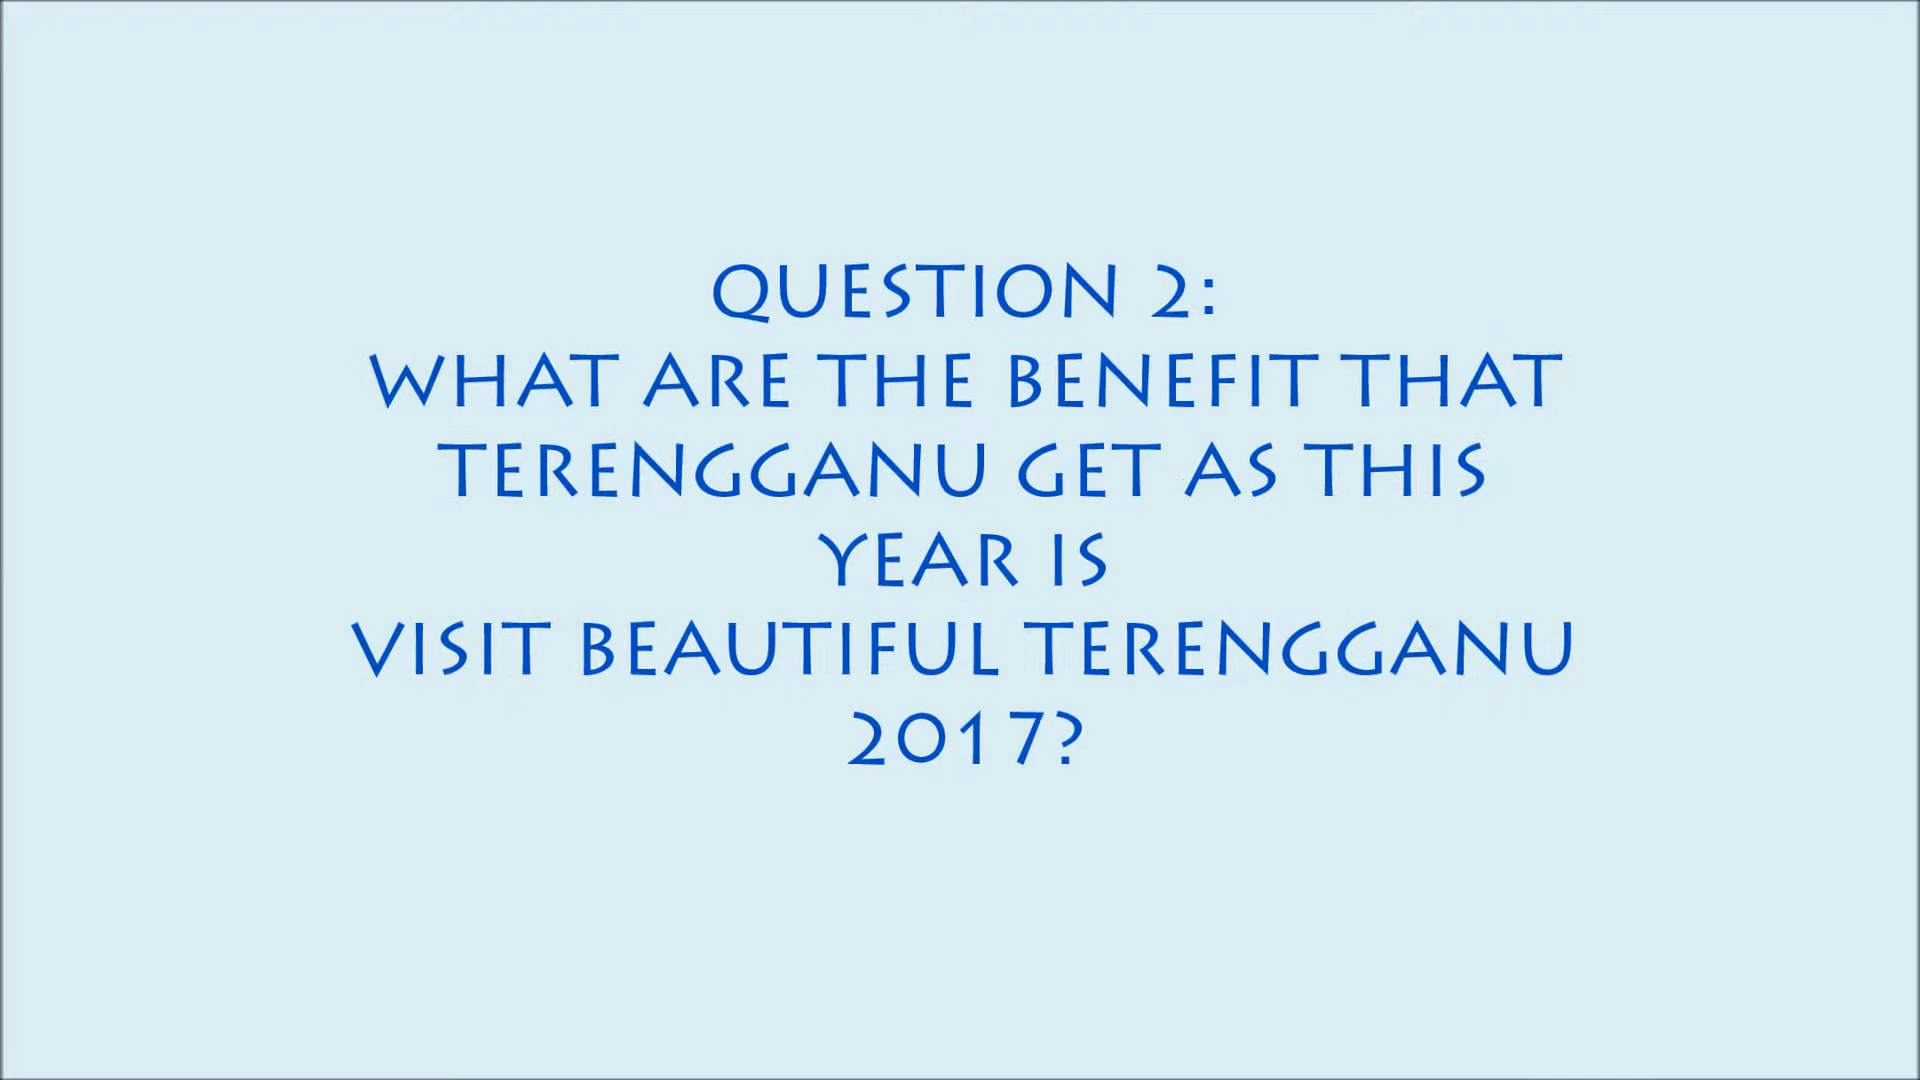 QUESTION 2:
WHAT ARE THE BENEFIT THAT
TERENGGANU GET AS THIS
YEAR IS
VISIT BEAUTIFUL TERENGGANU
2017?